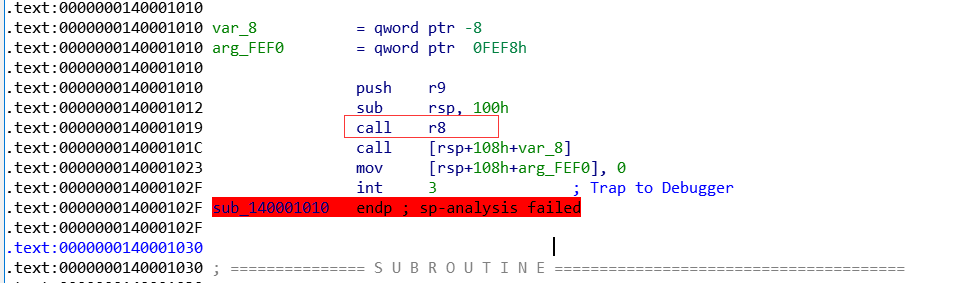 .text:0000000140001010
.text:0000000140001010 var_8 = qword ptr -8
.text:0000000140001010 arg_FEF0 = qword ptr 0FEF8h
.text:0000000140001010
.text:0000000140001010 push r9
.text:0000000140001012 sub rsp, 100h
.text:0000000140001019 call r8
.text:000000014000101C call [rsp+108h+var_8]
.text:0000000140001023 mov [rsp+108h+arg_FEF0], 0
.text:000000014000102F int 3 ; Trap to Debugger
.text:000000014000102F sub_140001010 endp ; sp-analysis failed
.text:000000014000102F
.text:0000000140001030
.text:0000000140001030 ; =============== S U B R O U T I N E =======================================